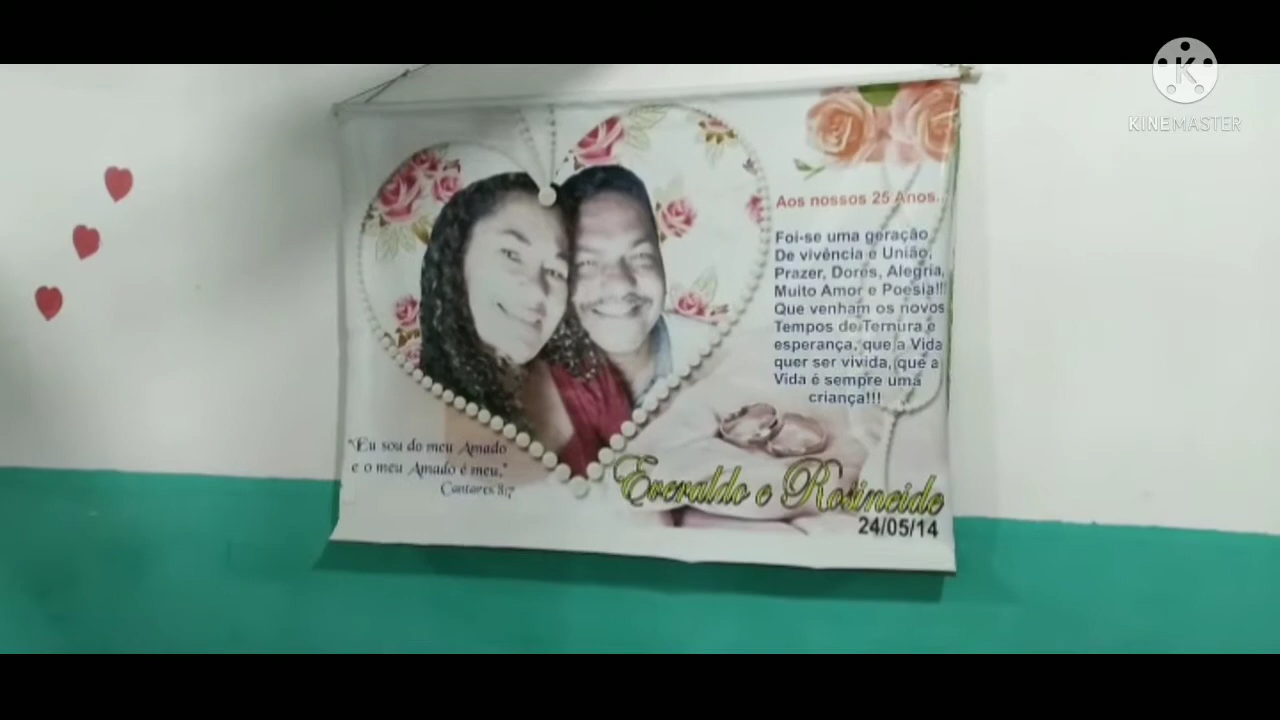 KINEMASTER
Aos nossos 25 Anos..
Foi-se uma geração,
De vivência e União,
Prazer, Dores, Alegria,
Muito Amor e Poesia!!!
Que venham os novos
Tempos de Ternura e
esperança, que a Vida
quer ser vivida, que a
Vida é sempre uma
criança!!!
"Eu sou do meu Amado
e o meu Amado é meu."
Cantares 8:7
Everaldo e Rosineide
24/05/14